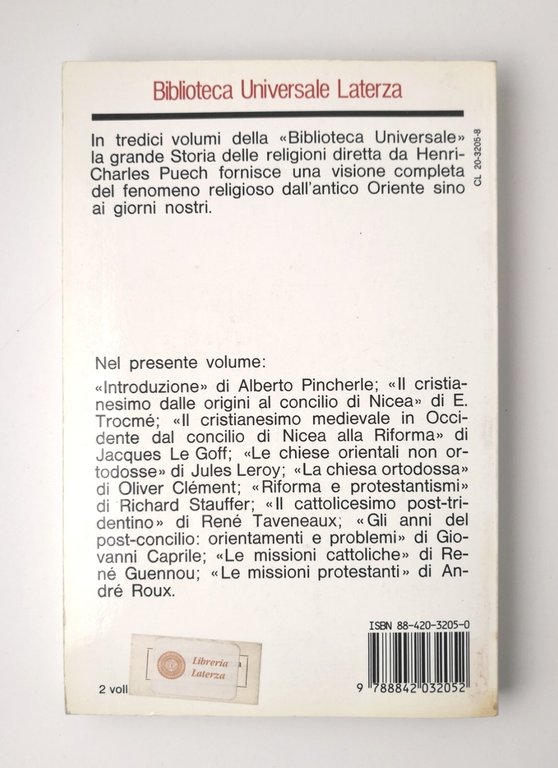 Biblioteca Universale Laterza
In tredici volumi della «Biblioteca Universale»
la grande Storia delle religioni diretta da Henri-
Charles Puech fornisce una visione completa
del fenomeno religioso dall'antico Oriente sino
ai giorni nostri.
CL 20-3205-8
Nel presente volume:
«Introduzione» di Alberto Pincherle; «Il cristia-
nesimo dalle origini al concilio di Nicea» di E.
Trocmé; «Il cristianesimo medievale in Occi-
dente dal concilio di Nicea alla Riforma» di
Jacques Le Goff; «Le chiese orientali non or-
todosse» di Jules Leroy; «La chiesa ortodossa»
di Oliver Clément; «Riforma e protestantismi»
di Richard Stauffer; «Il cattolicesimo post-tri-
dentino» di René Taveneaux; «Gli anni del
post-concilio: orientamenti e problemi» di Gio-
vanni Caprile; «Le missioni cattoliche» di Re-
né Guennou; «Le missioni protestanti» di An-
dré Roux.
ISBN 88-420-3205-0
9 788842 032052
Libreria
Laterza
2